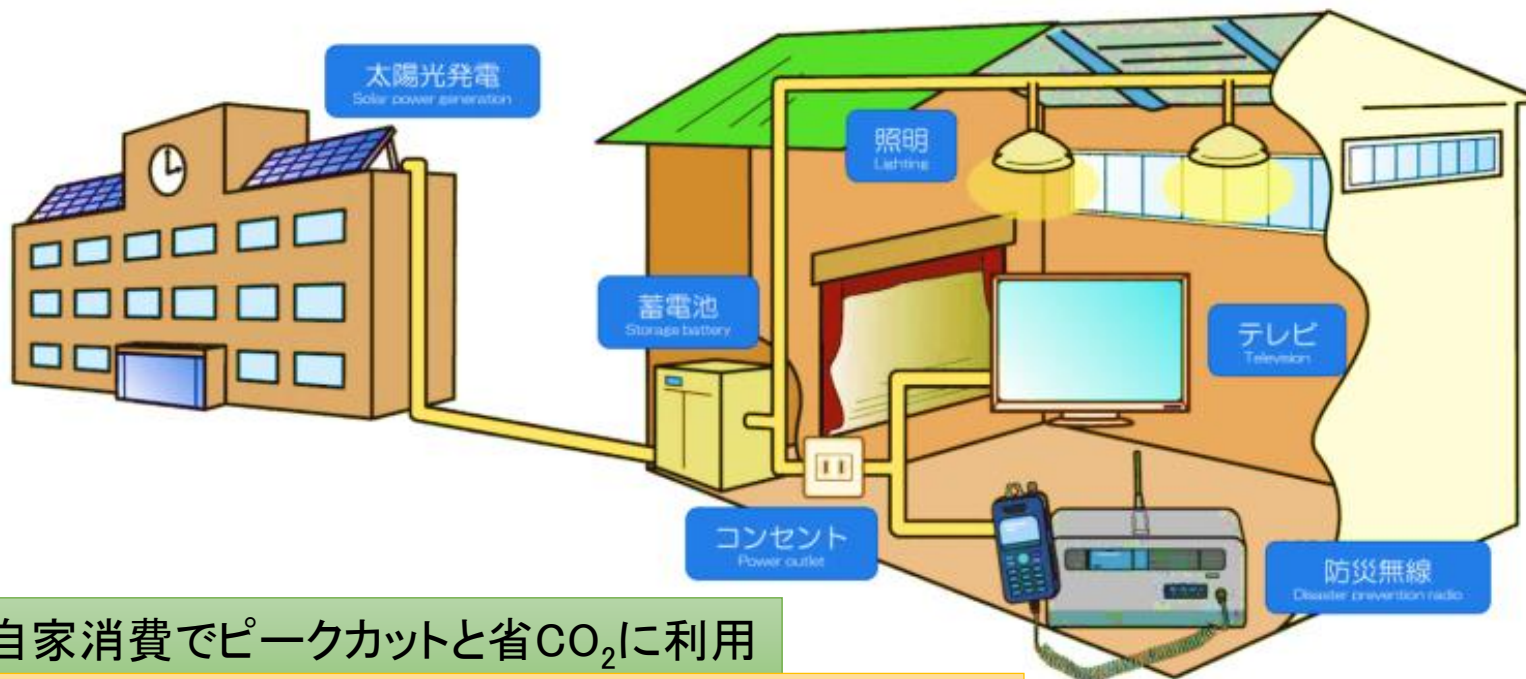 太陽光発電
Solar power generation
照明
Lighting
蓄電池
Storage battery
テレビ
Television
コンセント
Power outlet
防災無線
Disaster prevention radio
自家消費でピークカットと省CO₂に利用